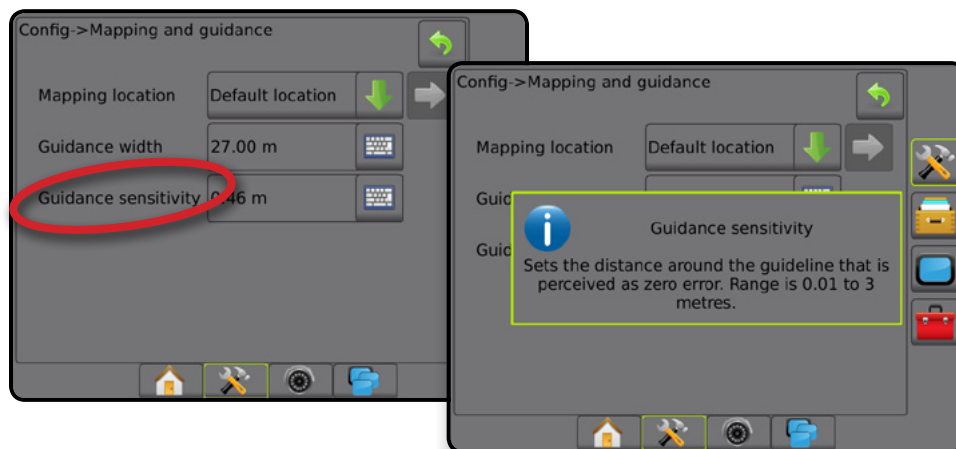 Config->Mapping and guidance
Mapping location Default location
Guidance width 27.00 m
Guidance sensitivity 0.46 m
Config->Mapping and guidance
Mapping location Default location
Guidance sensitivity
Sets the distance around the guideline that is
perceived as zero error. Range is 0.01 to 3
metres.